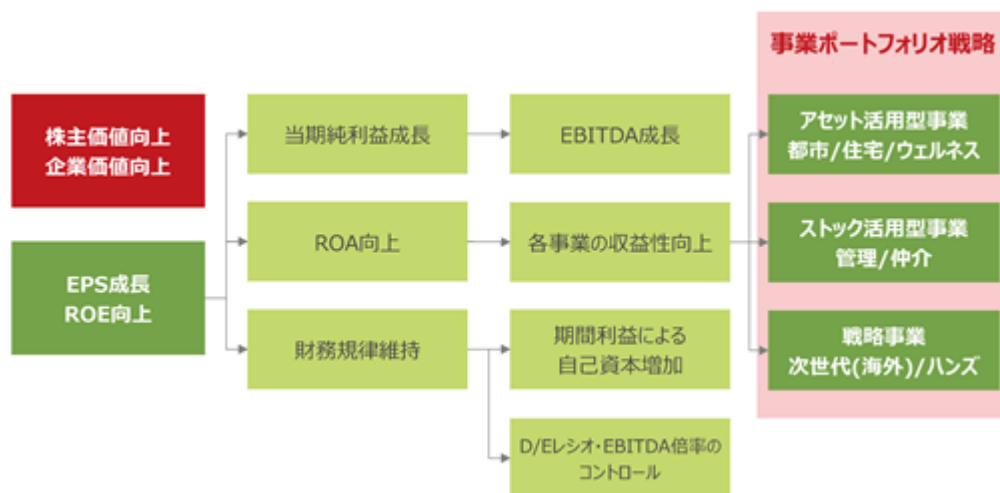 事業ポートフォリオ戦略
株主価値向上
企業価値向上
EPS成長
ROE向上
当期純利益成長
ROA向上
財務規律維持
EBITDA成長
各事業の収益性向上
期間利益による
自己資本増加
D/Eレシオ・EBITDA倍率の
コントロール
アセット活用型事業
都市/住宅/ウェルネス
ストック活用型事業
管理/仲介
戦略事業
次世代(海外)/ハンズ